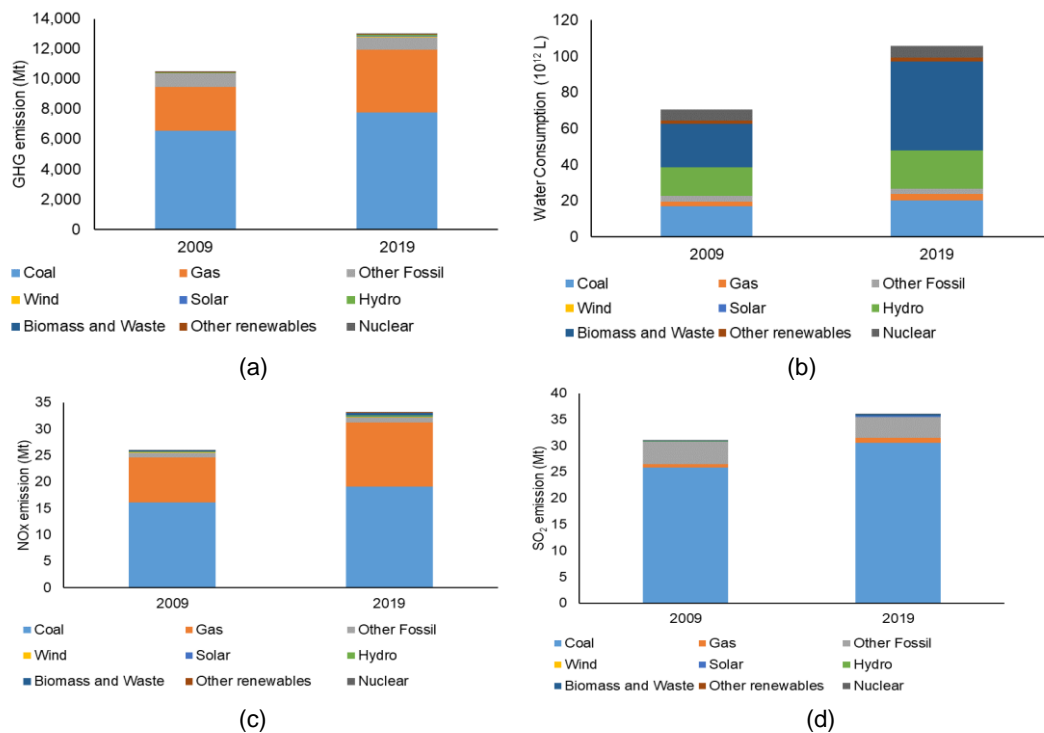 14,000
12,000
10,000
8,000
6,000
4,000
2,000
0
GHG emission (Mt)
2009 2019
Coal Gas Other Fossil
Wind Solar Hydro
Biomass and Waste Other renewables Nuclear
(a)
120
100
80
60
40
20
0
Water Consumption (10¹² L)
2009 2019
Coal Gas Other Fossil
Wind Solar Hydro
Biomass and Waste Other renewables Nuclear
(b)
35
30
25
20
15
10
5
0
NOx emission (Mt)
2009 2019
Coal Gas Other Fossil
Wind Solar Hydro
Biomass and Waste Other renewables Nuclear
(c)
40
35
30
25
20
15
10
5
0
SO₂ emission (Mt)
2009 2019
Coal Gas Other Fossil
Wind Solar Hydro
Biomass and Waste Other renewables Nuclear
(d)